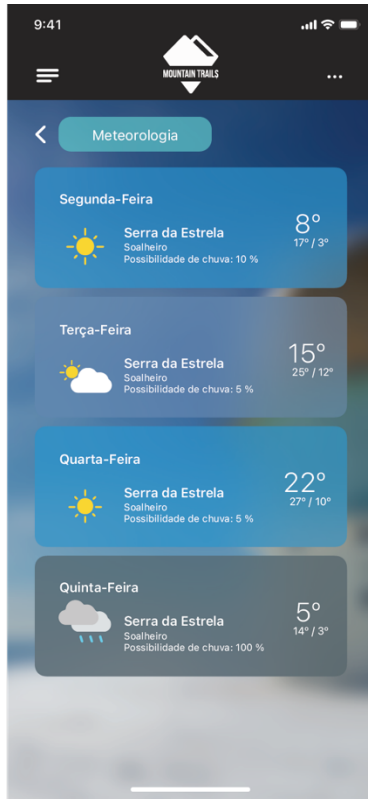 9:41
MOUNTAIN TRAILS
Meteorologia
Segunda-Feira
Serra da Estrela
Soalheiro
Possibilidade de chuva: 10 %
8°
17° / 3°
Terça-Feira
Serra da Estrela
Soalheiro
Possibilidade de chuva: 5 %
15°
25° / 12°
Quarta-Feira
Serra da Estrela
Soalheiro
Possibilidade de chuva: 5 %
22°
27° / 10°
Quinta-Feira
Serra da Estrela
Soalheiro
Possibilidade de chuva: 100 %
5°
14° / 3°